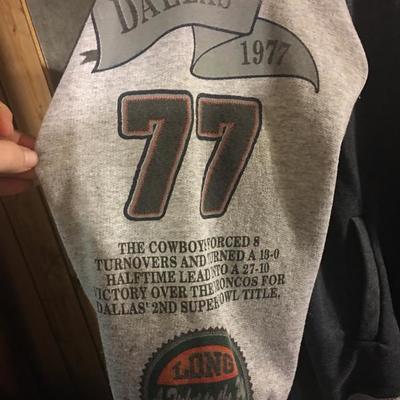 DALLAS
1977
77
THE COWBOYS FORCED 8
TURNOVERS AND TURNED A 13-0
HALFTIME LEAD INTO A 27-10
VICTORY OVER THE BRONCOS FOR
DALLAS' 2ND SUPER BOWL TITLE.
LONG